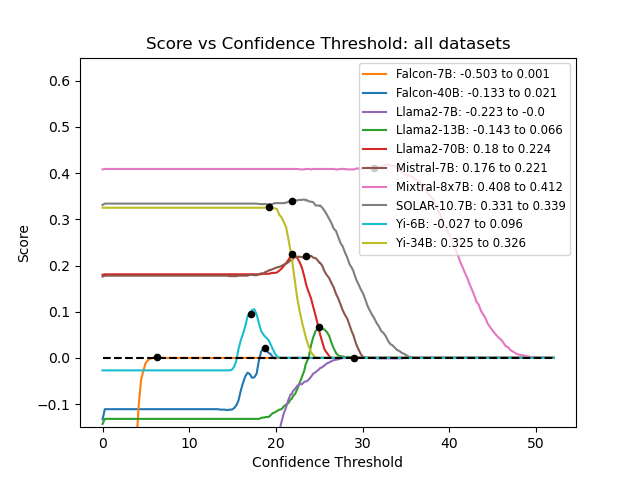 Score vs Confidence Threshold: all datasets
Falcon-7B: -0.503 to 0.001
Falcon-40B: -0.133 to 0.021
Llama2-7B: -0.223 to -0.0
Llama2-13B: -0.143 to 0.066
Llama2-70B: 0.18 to 0.224
Mistral-7B: 0.176 to 0.221
Mixtral-8x7B: 0.408 to 0.412
SOLAR-10.7B: 0.331 to 0.339
Yi-6B: -0.027 to 0.096
Yi-34B: 0.325 to 0.326
Score
0.6
0.5
0.4
0.3
0.2
0.1
0.0
−0.1
0 10 20 30 40 50
Confidence Threshold